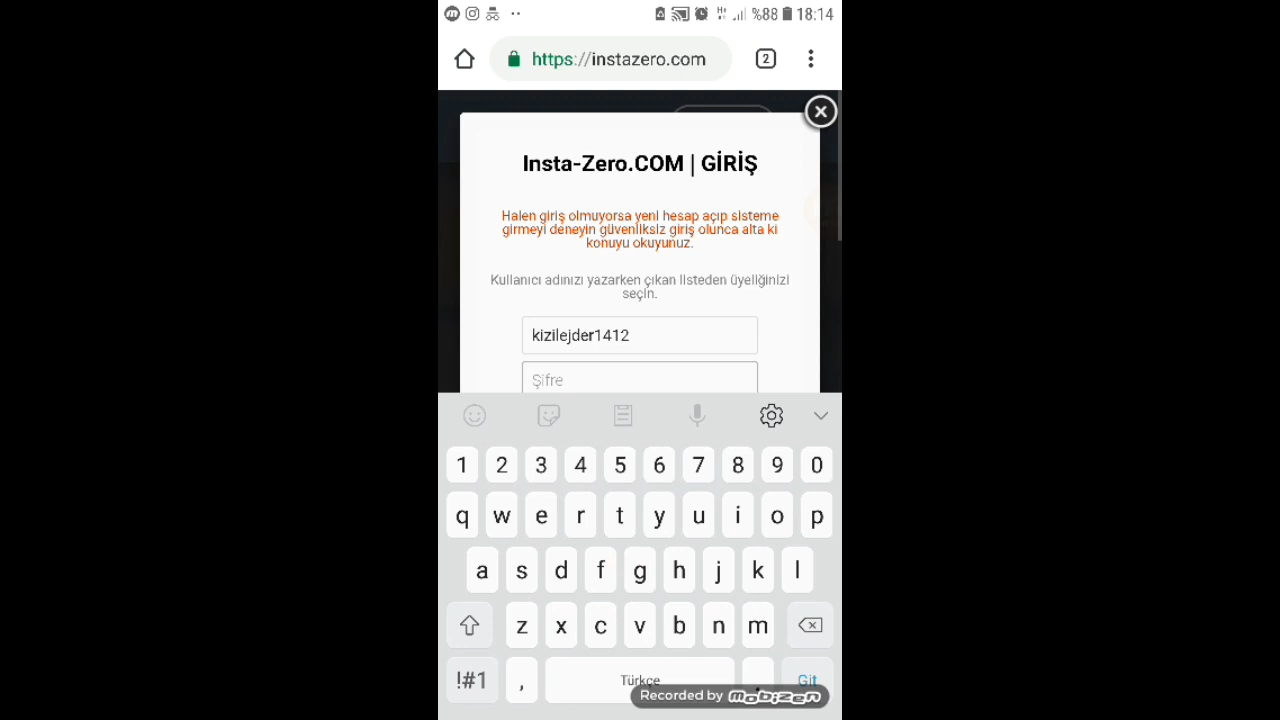 %88 18:14
https://instazero.com 2
Insta-Zero.COM | GİRİŞ
Halen giriş olmuyorsa yeni hesap açıp sisteme
girmeyi deneyin güvenliksiz giriş olunca alta ki
konuyu okuyunuz.
Kullanıcı adınızı yazarken çıkan listeden üyeliğinizi
seçin.
kizilejder1412
Şifre
1 2 3 4 5 6 7 8 9 0
q w e r t y u i o p
a s d f g h j k l
z x c v b n m
!#1 , Türkçe . Git
Recorded by mobizen